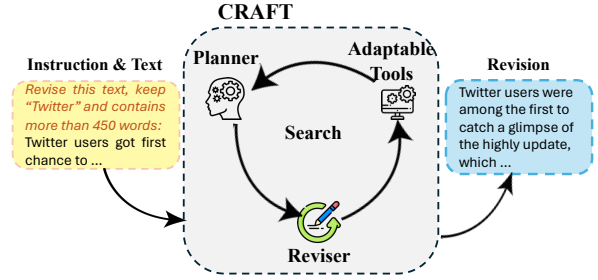 CRAFT
Instruction & Text
Revise this text, keep
“Twitter” and contains
more than 450 words:
Twitter users got first
chance to ...
Planner
Adaptable
Tools
Search
Reviser
Revision
Twitter users were
among the first to
catch a glimpse of
the highly update,
which ...